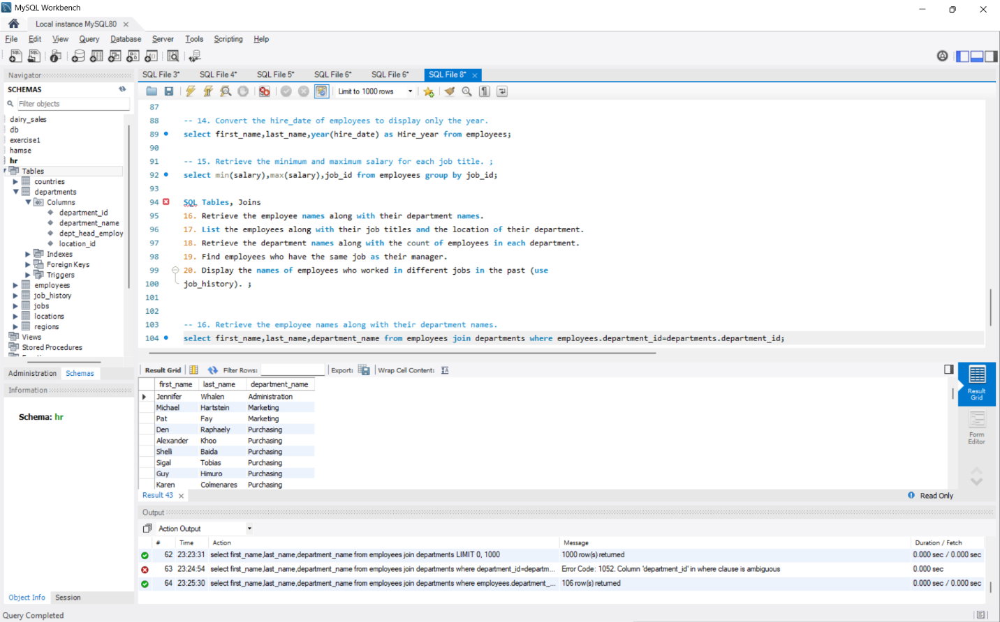 MySQL Workbench
Local instance MySQL80
File Edit View Query Database Server Tools Scripting Help
Navigator
SCHEMAS
Filter objects
dairy_sales
db
exercise1
hamse
hr
Tables
countries
departments
Columns
department_id
department_name
dept_head_employ
location_id
Indexes
Foreign Keys
Triggers
employees
job_history
jobs
locations
regions
Views
Stored Procedures
Administration Schemas
Information
Schema: hr
Object Info Session
Query Completed
SQL File 3* SQL File 4* SQL File 5* SQL File 6* SQL File 6* SQL File 8*
Limit to 1000 rows
87
88 -- 14. Convert the hire_date of employees to display only the year.
89 select first_name,last_name,year(hire_date) as Hire_year from employees;
90
91 -- 15. Retrieve the minimum and maximum salary for each job title. ;
92 select min(salary),max(salary),job_id from employees group by job_id;
93
94 SQL Tables, Joins
95 16. Retrieve the employee names along with their department names.
96 17. List the employees along with their job titles and the location of their department.
97 18. Retrieve the department names along with the count of employees in each department.
98 19. Find employees who have the same job as their manager.
99 20. Display the names of employees who worked in different jobs in the past (use
100 job_history). ;
101
102
103 -- 16. Retrieve the employee names along with their department names.
104 select first_name,last_name,department_name from employees join departments where employees.department_id=departments.department_id;
Result Grid Filter Rows: Export: Wrap Cell Content:
first_name last_name department_name
Jennifer Whalen Administration
Michael Hartstein Marketing
Pat Fay Marketing
Den Raphaely Purchasing
Alexander Khoo Purchasing
Shelli Baida Purchasing
Sigal Tobias Purchasing
Guy Himuro Purchasing
Karen Colmenares Purchasing
Result Grid
Form Editor
Result 43
Read Only
Output
Action Output
# Time Action Message Duration / Fetch
62 23:23:31 select first_name,last_name,department_name from employees join departments LIMIT 0, 1000 1000 row(s) returned 0.000 sec / 0.000 sec
63 23:24:54 select first_name,last_name,department_name from employees join departments where department_id=departm... Error Code: 1052. Column 'department_id' in where clause is ambiguous 0.000 sec
64 23:25:30 select first_name,last_name,department_name from employees join departments where employees.department_... 106 row(s) returned 0.000 sec / 0.000 sec